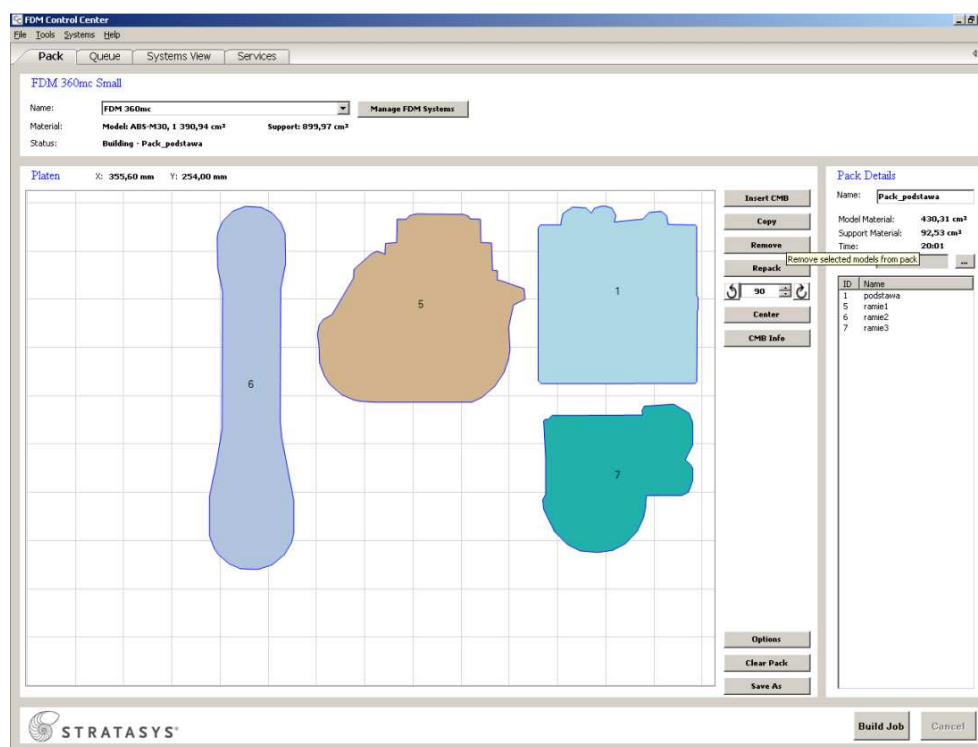 FDM Control Center
File Tools Systems Help
Pack Queue Systems View Services
FDM 360mc Small
Name: FDM 360mc Manage FDM Systems
Material: Model: ABS-M30, 1 390,94 cm³ Support: 899,97 cm³
Status: Building - Pack_podstawa
Platen X: 355,60 mm Y: 254,00 mm
6
5
1
7
Insert CMB
Copy
Remove
Remove selected models from pack
Repack
90
Center
CMB Info
Options
Clear Pack
Save As
Pack Details
Name: Pack_podstawa
Model Material: 430,31 cm³
Support Material: 92,53 cm³
Time: 20:01
...
ID Name
1 podstawa
5 ramie1
6 ramie2
7 ramie3
STRATASYS®
Build Job Cancel